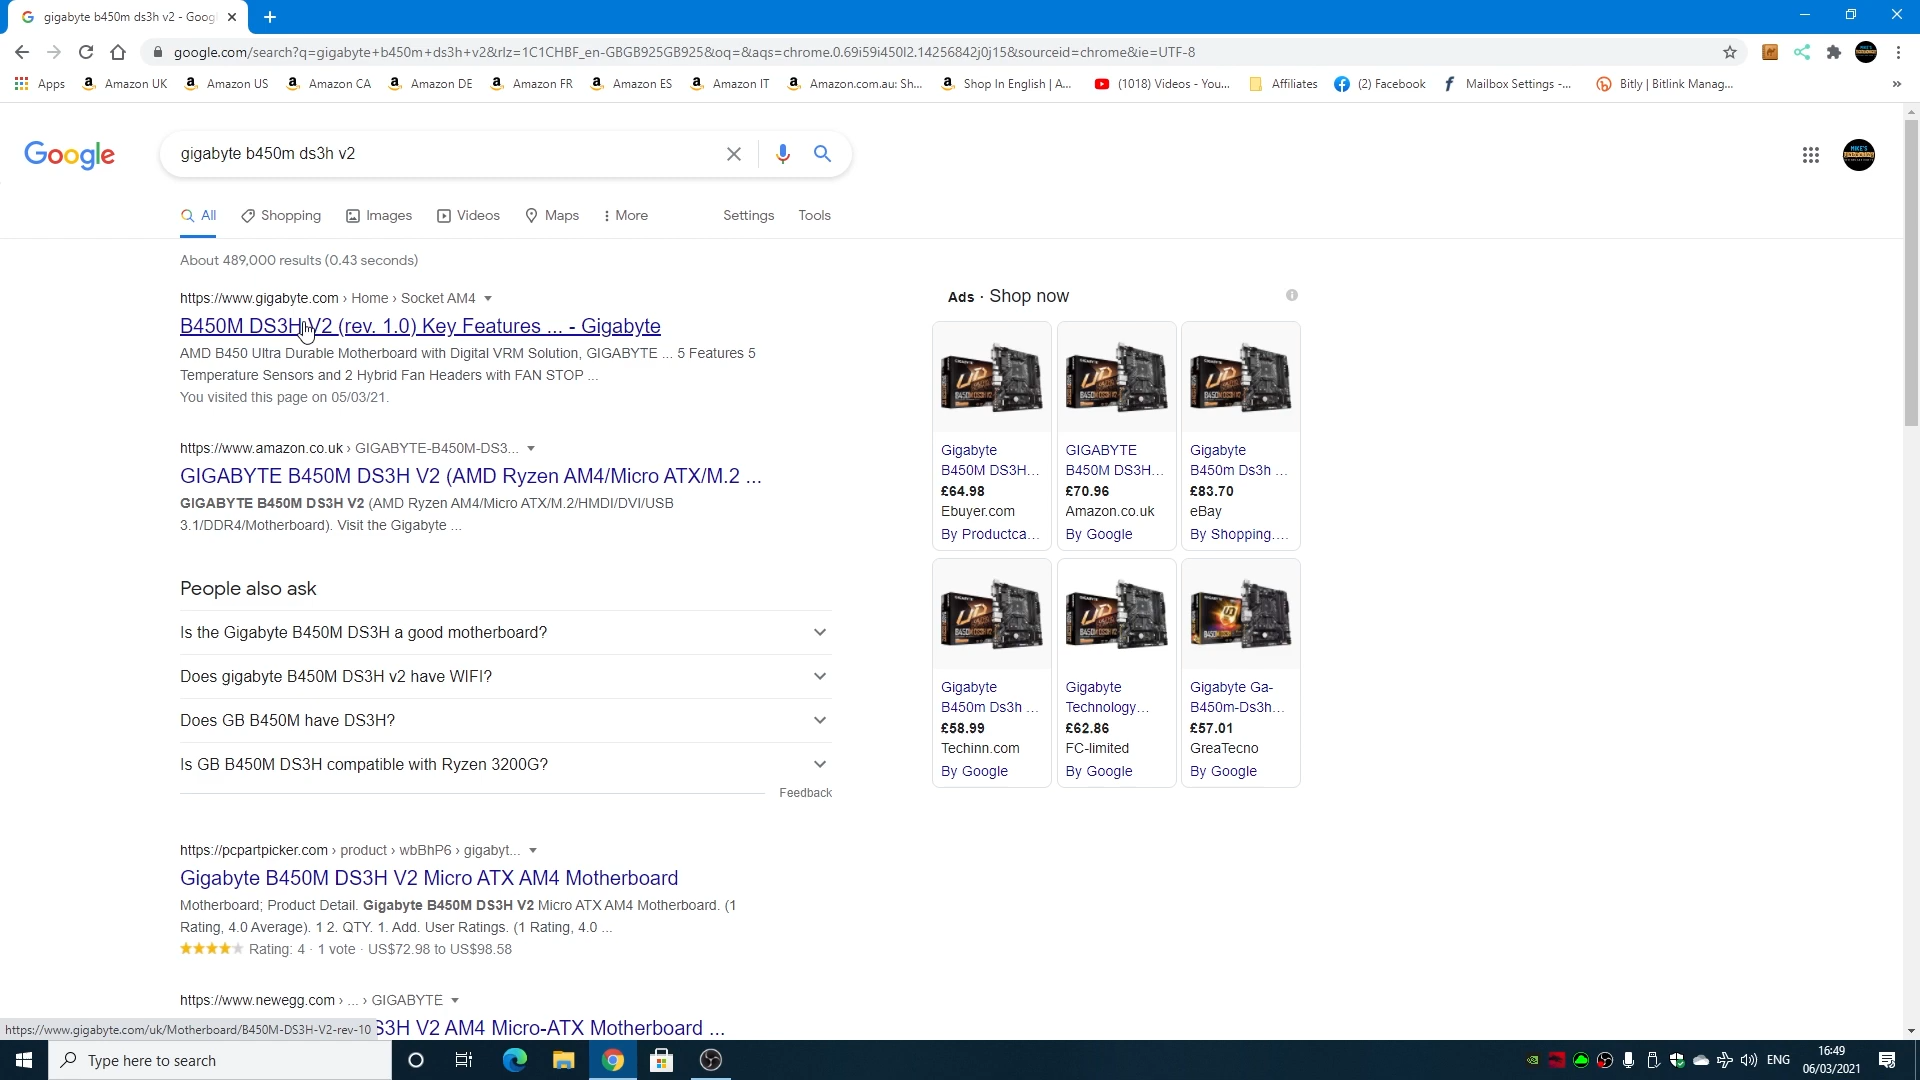 gigabyte b450m ds3h v2 - Goog
google.com/search?q=gigabyte+b450m+ds3h+v2&rlz=1C1CHBF_en-GBGB925GB925&oq=&aqs=chrome.0.69i59i450l2.14256842j0j15&sourceid=chrome&ie=UTF-8
Apps Amazon UK Amazon US Amazon CA Amazon DE Amazon FR Amazon ES Amazon IT Amazon.com.au: Sh... Shop In English | A... (1018) Videos - You... Affiliates (2) Facebook Mailbox Settings -... Bitly | Bitlink Manag... »
Google
gigabyte b450m ds3h v2
All Shopping Images Videos Maps More Settings Tools
About 489,000 results (0.43 seconds)
https://www.gigabyte.com › Home › Socket AM4
B450M DS3H V2 (rev. 1.0) Key Features ... - Gigabyte
AMD B450 Ultra Durable Motherboard with Digital VRM Solution, GIGABYTE ... 5 Features 5
Temperature Sensors and 2 Hybrid Fan Headers with FAN STOP ...
You visited this page on 05/03/21.
https://www.amazon.co.uk › GIGABYTE-B450M-DS3...
GIGABYTE B450M DS3H V2 (AMD Ryzen AM4/Micro ATX/M.2 ...
GIGABYTE B450M DS3H V2 (AMD Ryzen AM4/Micro ATX/M.2/HMDI/DVI/USB
3.1/DDR4/Motherboard). Visit the Gigabyte ...
People also ask
Is the Gigabyte B450M DS3H a good motherboard?
Does gigabyte B450M DS3H v2 have WIFI?
Does GB B450M have DS3H?
Is GB B450M DS3H compatible with Ryzen 3200G?
Feedback
https://pcpartpicker.com › product › wbBhP6 › gigabyt...
Gigabyte B450M DS3H V2 Micro ATX AM4 Motherboard
Motherboard; Product Detail. Gigabyte B450M DS3H V2 Micro ATX AM4 Motherboard. (1
Rating, 4.0 Average). 1 2. QTY. 1. Add. User Ratings. (1 Rating, 4.0 ...
Rating: 4 · 1 vote · US$72.98 to US$98.58
https://www.newegg.com › ... › GIGABYTE
S3H V2 AM4 Micro-ATX Motherboard ...
https://www.gigabyte.com/uk/Motherboard/B450M-DS3H-V2-rev-10
Ads · Shop now
Gigabyte
B450M DS3H...
£64.98
Ebuyer.com
By Productca...
GIGABYTE
B450M DS3H...
£70.96
Amazon.co.uk
By Google
Gigabyte
B450m Ds3h ...
£83.70
eBay
By Shopping....
Gigabyte
B450m Ds3h ...
£58.99
Techinn.com
By Google
Gigabyte
Technology...
£62.86
FC-limited
By Google
Gigabyte Ga-
B450m-Ds3h...
£57.01
GreaTecno
By Google
Type here to search
ENG
16:49
06/03/2021